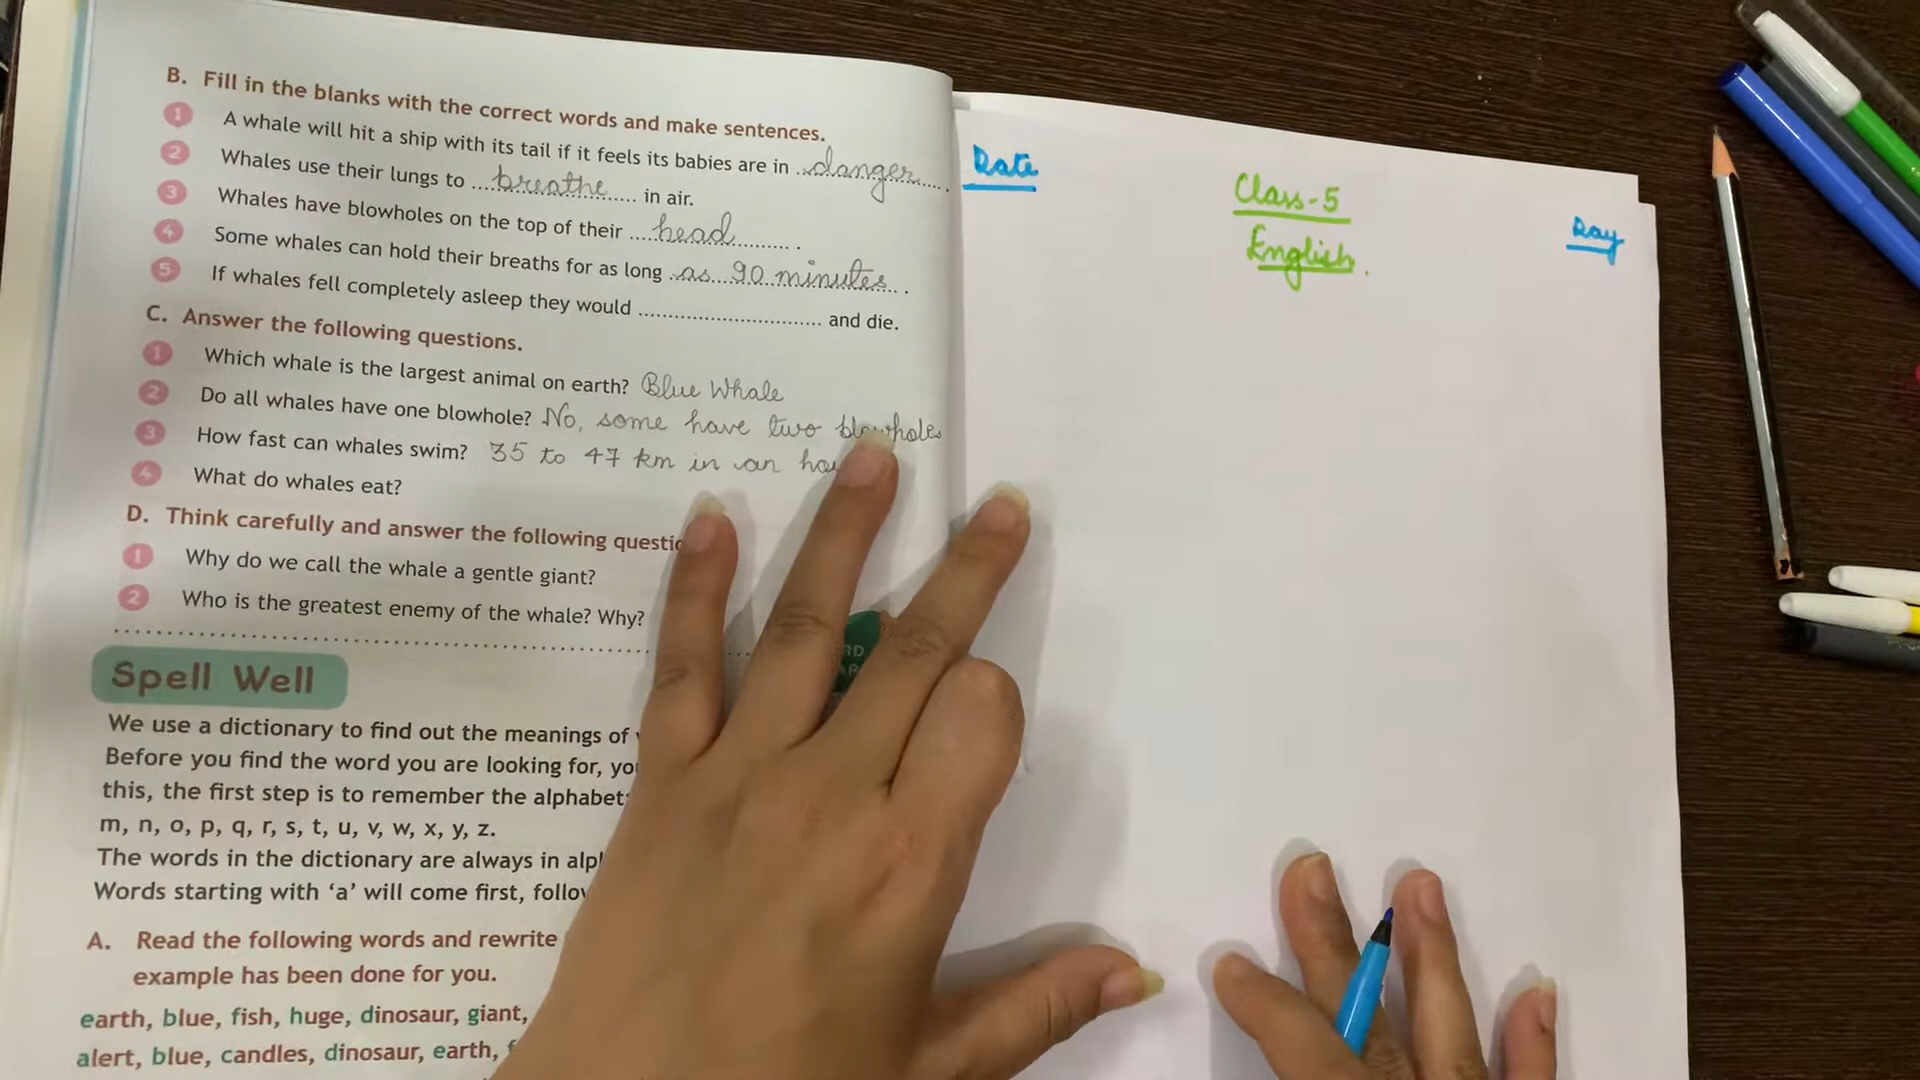 B. Fill in the blanks with the correct words and make sentences.
1 A whale will hit a ship with its tail if it feels its babies are in ..danger.....
2 Whales use their lungs to ....breathe...... in air.
3 Whales have blowholes on the top of their ....head.......... .
4 Some whales can hold their breaths for as long ..as...90 minutes.. .
5 If whales fell completely asleep they would .............................. and die.
C. Answer the following questions.
1 Which whale is the largest animal on earth? Blue Whale
2 Do all whales have one blowhole? No, some have two blowholes
3 How fast can whales swim? 35 to 47 km in an
4 What do whales eat?
D. Think carefully and answer the following
1 Why do we call the whale a gentle giant?
2 Who is the greatest enemy of the whale? Why?
Spell Well
We use a dictionary to find out the meanings of
Before you find the word you are looking for,
this, the first step is to remember the
m, n, o, p, q, r, s, t, u, v, w, x, y, z.
The words in the dictionary are always in
Words starting with ‘a’ will come first,
A. Read the following words and rewrite
example has been done for you.
earth, blue, fish, huge, dinosaur, giant,
alert, blue, candles, dinosaur, earth,
Date
Class-5
English.
Day